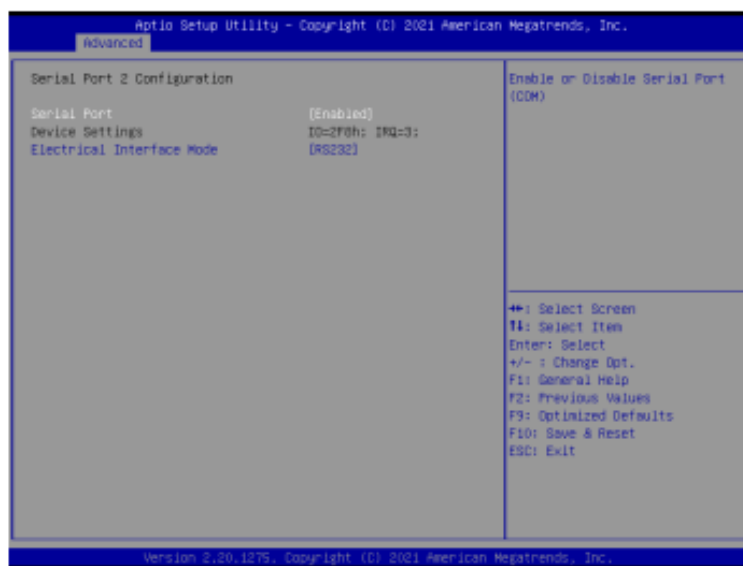 Aptio Setup Utility - Copyright (C) 2021 American Megatrends, Inc.
Advanced
Serial Port 2 Configuration
Serial Port [Enabled]
Device Settings IO=2F8h; IRQ=3;
Electrical Interface Mode [RS232]
Enable or Disable Serial Port
(COM)
→←: Select Screen
↑↓: Select Item
Enter: Select
+/- : Change Opt.
F1: General Help
F2: Previous Values
F9: Optimized Defaults
F10: Save & Reset
ESC: Exit
Version 2.20.1275. Copyright (C) 2021 American Megatrends, Inc.